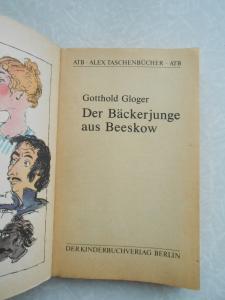 ATB · ALEX TASCHENBÜCHER · ATB
Gotthold Gloger
Der Bäckerjunge
aus Beeskow
DER KINDERBUCHVERLAG BERLIN